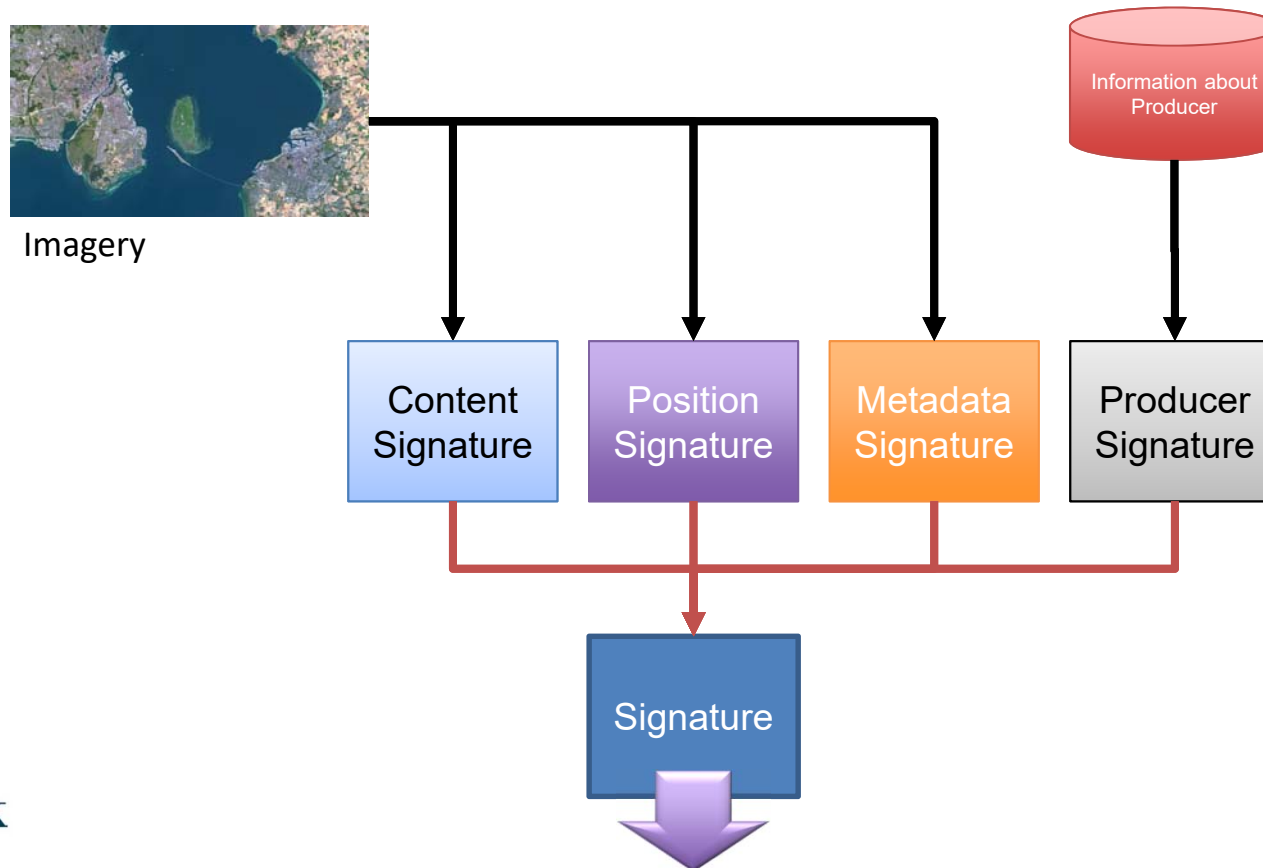 Information about
Producer
Imagery
Content
Signature
Position
Signature
Metadata
Signature
Producer
Signature
Signature